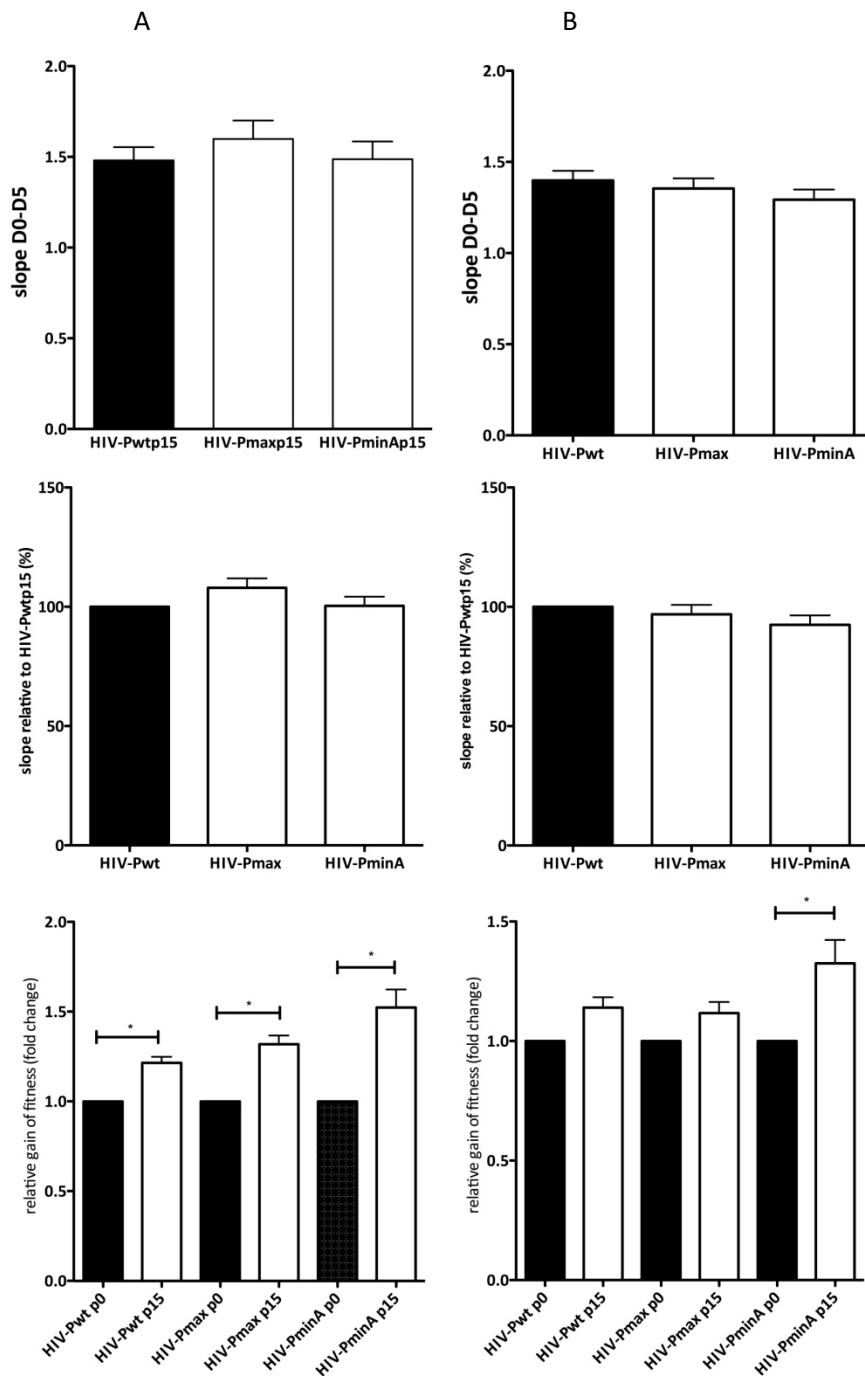 A
B
slope D0-D5
2.0
1.5
1.0
0.5
0.0
HIV-Pwtp15 HIV-Pmaxp15 HIV-PminAp15
slope D0-D5
2.0
1.5
1.0
0.5
0.0
HIV-Pwt HIV-Pmax HIV-PminA
slope relative to HIV-Pwtp15 (%)
150
100
50
0
HIV-Pwt HIV-Pmax HIV-PminA
slope relative to HIV-Pwtp15 (%)
150
100
50
0
HIV-Pwt HIV-Pmax HIV-PminA
relative gain of fitness (fold change)
2.0
1.5
1.0
0.5
0.0
*
*
*
HIV-Pwt p0
HIV-Pwt p15
HIV-Pmax p0
HIV-Pmax p15
HIV-PminA p0
HIV-PminA p15
relative gain of fitness (fold change)
1.5
1.0
0.5
0.0
*
HIV-Pwt p0
HIV-Pwt p15
HIV-Pmax p0
HIV-Pmax p15
HIV-PminA p0
HIV-PminA p15